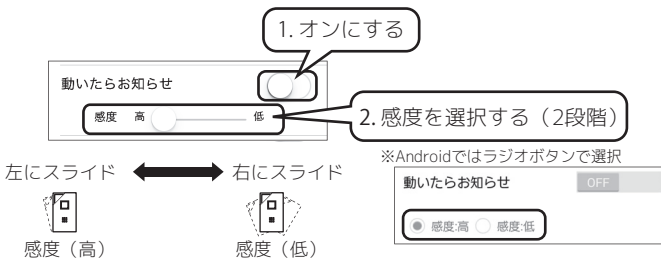 1. オンにする
動いたらお知らせ
感度 高 低
2. 感度を選択する（2段階）
※Androidではラジオボタンで選択
左にスライド 右にスライド
動いたらお知らせ OFF
感度:高 感度:低
感度（高） 感度（低）